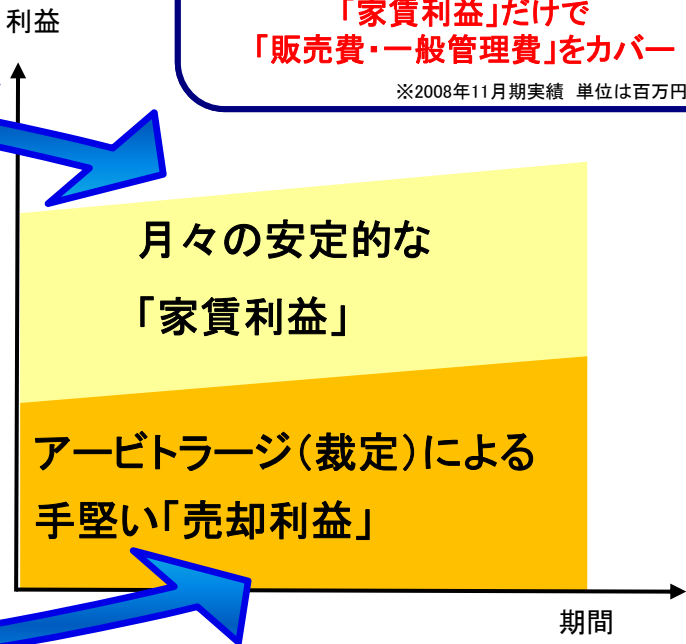 利益
「家賃利益」だけで
「販売費・一般管理費」をカバー
※2008年11月期実績 単位は百万円
月々の安定的な
「家賃利益」
アービトラージ(裁定)による
手堅い「売却利益」
期間